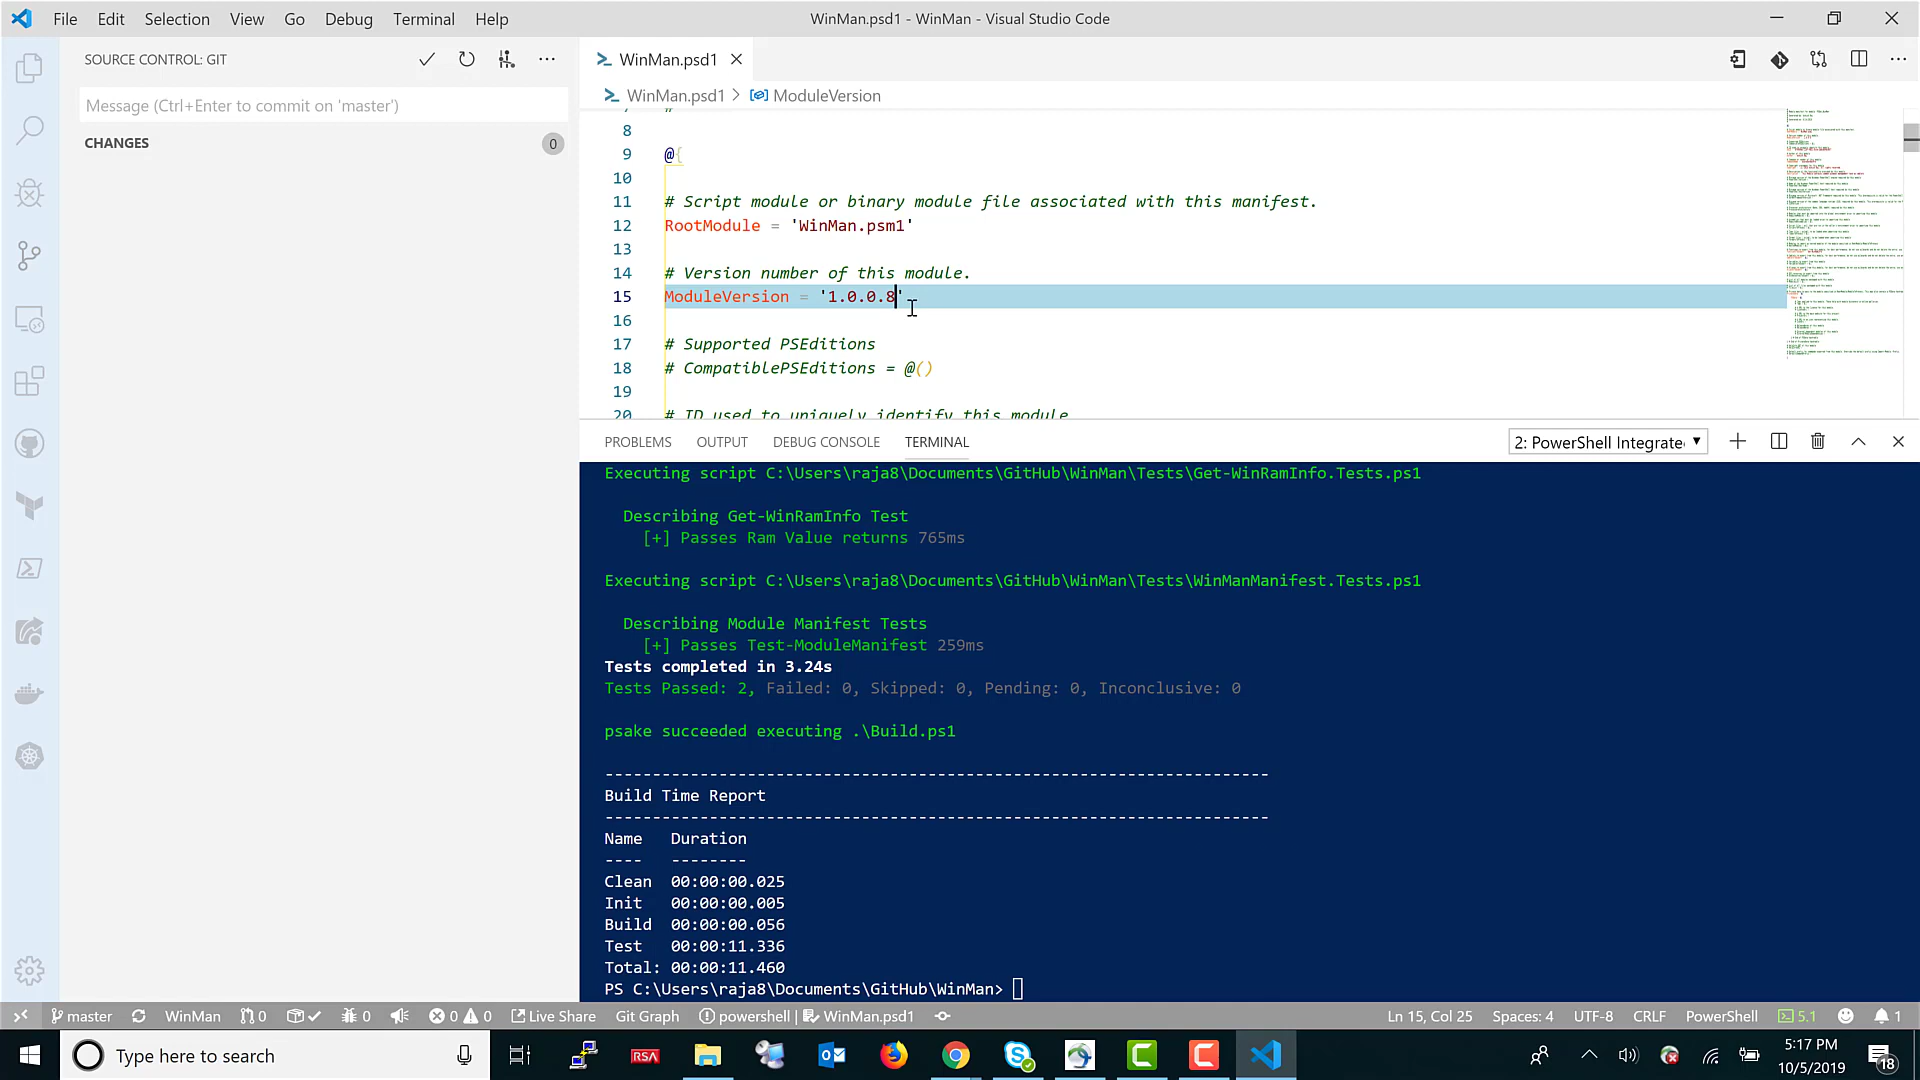 File Edit Selection View Go Debug Terminal Help
WinMan.psd1 - WinMan - Visual Studio Code
SOURCE CONTROL: GIT
Message (Ctrl+Enter to commit on 'master')
CHANGES
0
WinMan.psd1
WinMan.psd1 > ModuleVersion
8
9 @{
10
11 # Script module or binary module file associated with this manifest.
12 RootModule = 'WinMan.psm1'
13
14 # Version number of this module.
15 ModuleVersion = '1.0.0.8'
16
17 # Supported PSEditions
18 # CompatiblePSEditions = @()
19
20 # ID used to uniquely identify this module
PROBLEMS OUTPUT DEBUG CONSOLE TERMINAL
2: PowerShell Integrate
Executing script C:\Users\raja8\Documents\GitHub\WinMan\Tests\Get-WinRamInfo.Tests.ps1
Describing Get-WinRamInfo Test
[+] Passes Ram Value returns 765ms
Executing script C:\Users\raja8\Documents\GitHub\WinMan\Tests\WinManManifest.Tests.ps1
Describing Module Manifest Tests
[+] Passes Test-ModuleManifest 259ms
Tests completed in 3.24s
Tests Passed: 2, Failed: 0, Skipped: 0, Pending: 0, Inconclusive: 0
psake succeeded executing .\Build.ps1
----------------------------------------------------------------------
Build Time Report
----------------------------------------------------------------------
Name Duration
---- --------
Clean 00:00:00.025
Init 00:00:00.005
Build 00:00:00.056
Test 00:00:11.336
Total: 00:00:11.460
PS C:\Users\raja8\Documents\GitHub\WinMan>
master WinMan 0 0 0 0 Live Share Git Graph powershell | WinMan.psd1 Ln 15, Col 25 Spaces: 4 UTF-8 CRLF PowerShell 5.1 1
Type here to search
RSA
5:17 PM
10/5/2019
18